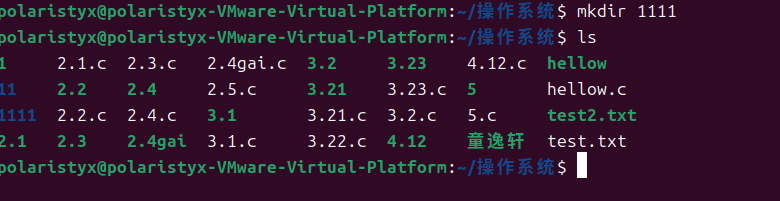 polaristyx@polaristyx-VMware-Virtual-Platform:~/操作系统$ mkdir 1111
polaristyx@polaristyx-VMware-Virtual-Platform:~/操作系统$ ls
1 2.1.c 2.3.c 2.4gai.c 3.2 3.23 4.12.c hellow
11 2.2 2.4 2.5.c 3.21 3.23.c 5 hellow.c
1111 2.2.c 2.4.c 3.1 3.21.c 3.2.c 5.c test2.txt
2.1 2.3 2.4gai 3.1.c 3.22.c 4.12 童逸轩 test.txt
polaristyx@polaristyx-VMware-Virtual-Platform:~/操作系统$